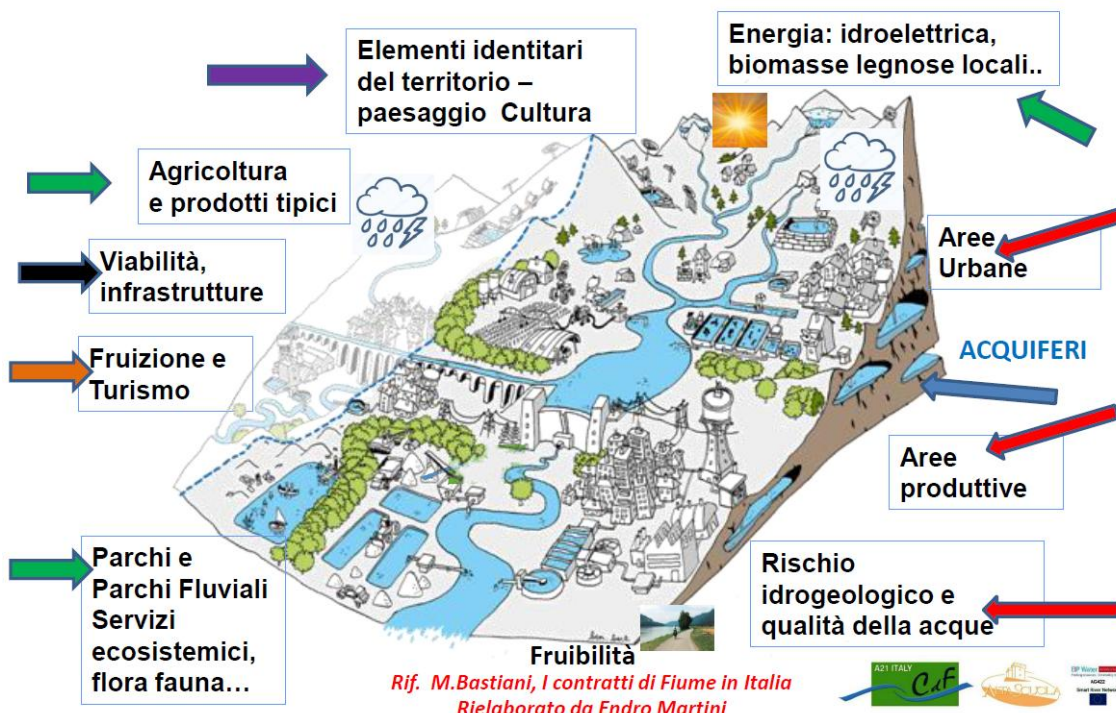 Elementi identitari
del territorio –
paesaggio Cultura
Energia: idroelettrica,
biomasse legnose locali..
Agricoltura
e prodotti tipici
Viabilità,
infrastrutture
Aree
Urbane
Fruizione e
Turismo
ACQUIFERI
Aree
produttive
Parchi e
Parchi Fluviali
Servizi
ecosistemici,
flora fauna…
Rischio
idrogeologico e
qualità della acque
Fruibilità
Rif. M.Bastiani, I contratti di Fiume in Italia
Rielaborato da Endro Martini
A21 ITALY
CdF